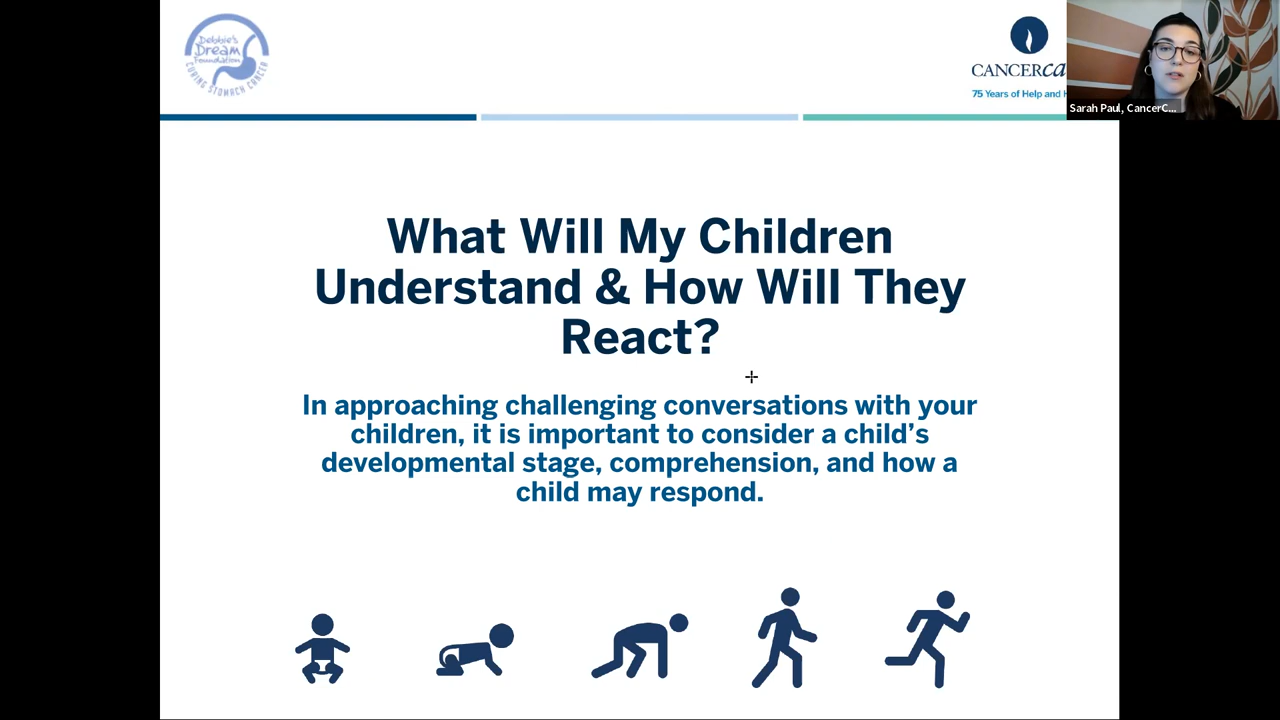 Debbie's
Dream
Foundation
CURING STOMACH CANCER
CANCERca
75 Years of Help and H
Sarah Paul, CancerC...
What Will My Children
Understand & How Will They
React?
In approaching challenging conversations with your
children, it is important to consider a child’s
developmental stage, comprehension, and how a
child may respond.